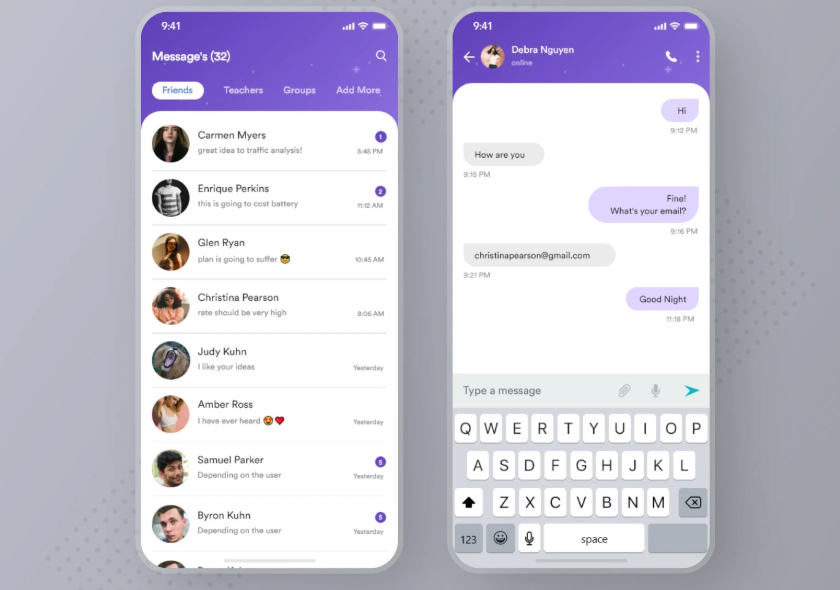 9:41
Message's (32)
Friends
Teachers
Groups
Add More
Carmen Myers
1
great idea to traffic analysis!
5:45 PM
Enrique Perkins
2
this is going to cost battery
11:12 AM
Glen Ryan
plan is going to suffer 😎
10:45 AM
Christina Pearson
rate should be very high
8:06 AM
Judy Kuhn
I like your ideas
Yesterday
Amber Ross
I have ever heard 😍❤️
Yesterday
Samuel Parker
5
Depending on the user
Yesterday
Byron Kuhn
5
Depending on the user
Yesterday
9:41
Debra Nguyen
online
Hi
9:12 PM
How are you
9:15 PM
Fine!
What's your email?
9:16 PM
christinapearson@gmail.com
9:21 PM
Good Night
11:18 PM
Type a message
Q W E R T Y U I O P
A S D F G H J K L
Z X C V B N M
123
space